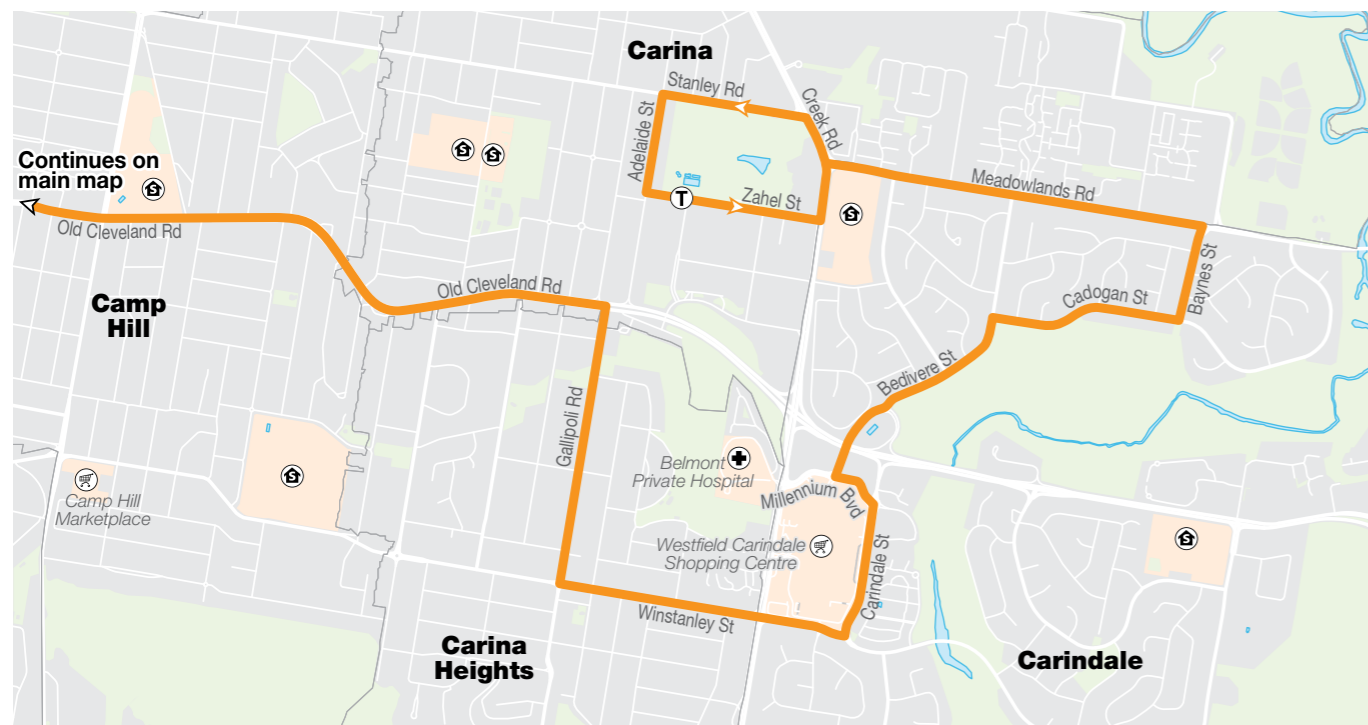 Carina
Stanley Rd
Creek Rd
Adelaide St
Continues on
main map
S
S
S
T
Zahel St
S
Meadowlands Rd
Old Cleveland Rd
Baynes St
Camp
Hill
Old Cleveland Rd
Cadogan St
Bedivere St
Gallipoli Rd
Belmont
Private Hospital
Millennium Bvd
S
Camp Hill
Marketplace
Westfield Carindale
Shopping Centre
Carindale St
S
Winstanley St
Carina
Heights
Carindale